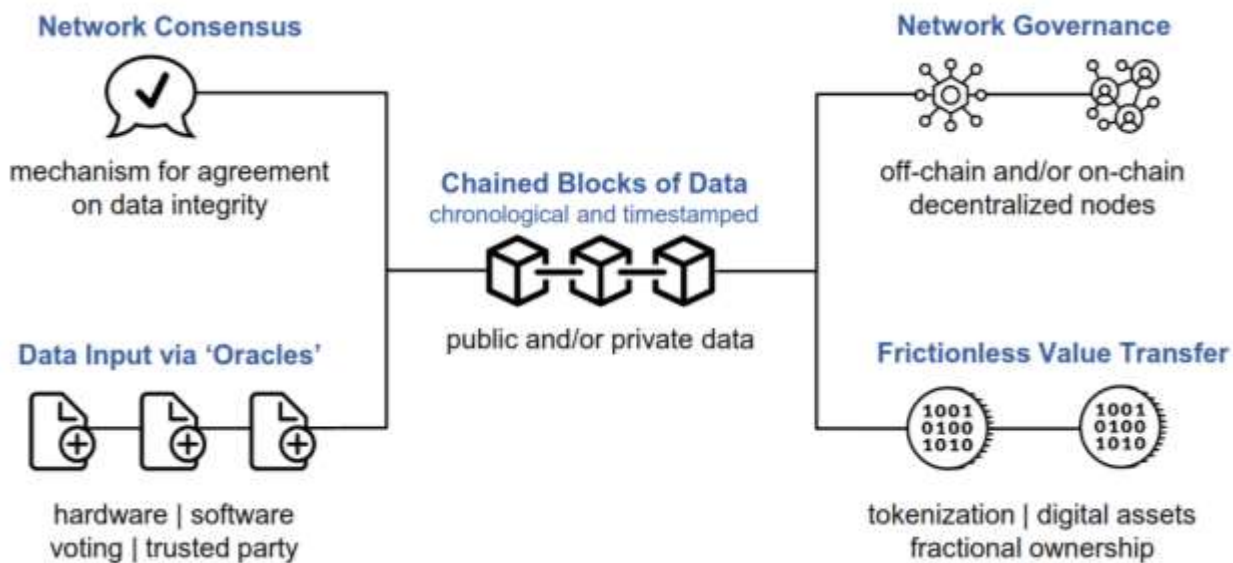 Network Consensus
mechanism for agreement
on data integrity
Data Input via ‘Oracles’
hardware | software
voting | trusted party
Chained Blocks of Data
chronological and timestamped
public and/or private data
Network Governance
off-chain and/or on-chain
decentralized nodes
Frictionless Value Transfer
1001
0100
1010
1001
0100
1010
tokenization | digital assets
fractional ownership